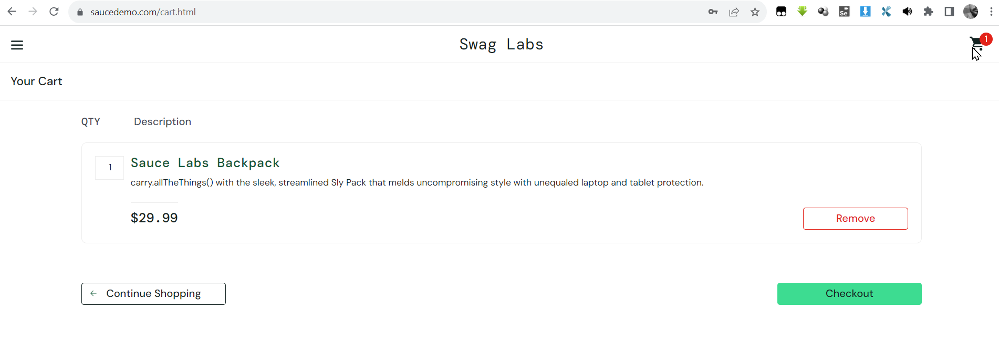 saucedemo.com/cart.html
Se
Swag Labs
1
Your Cart
QTY Description
1
Sauce Labs Backpack
carry.allTheThings() with the sleek, streamlined Sly Pack that melds uncompromising style with unequaled laptop and tablet protection.
$29.99
Remove
Continue Shopping
Checkout